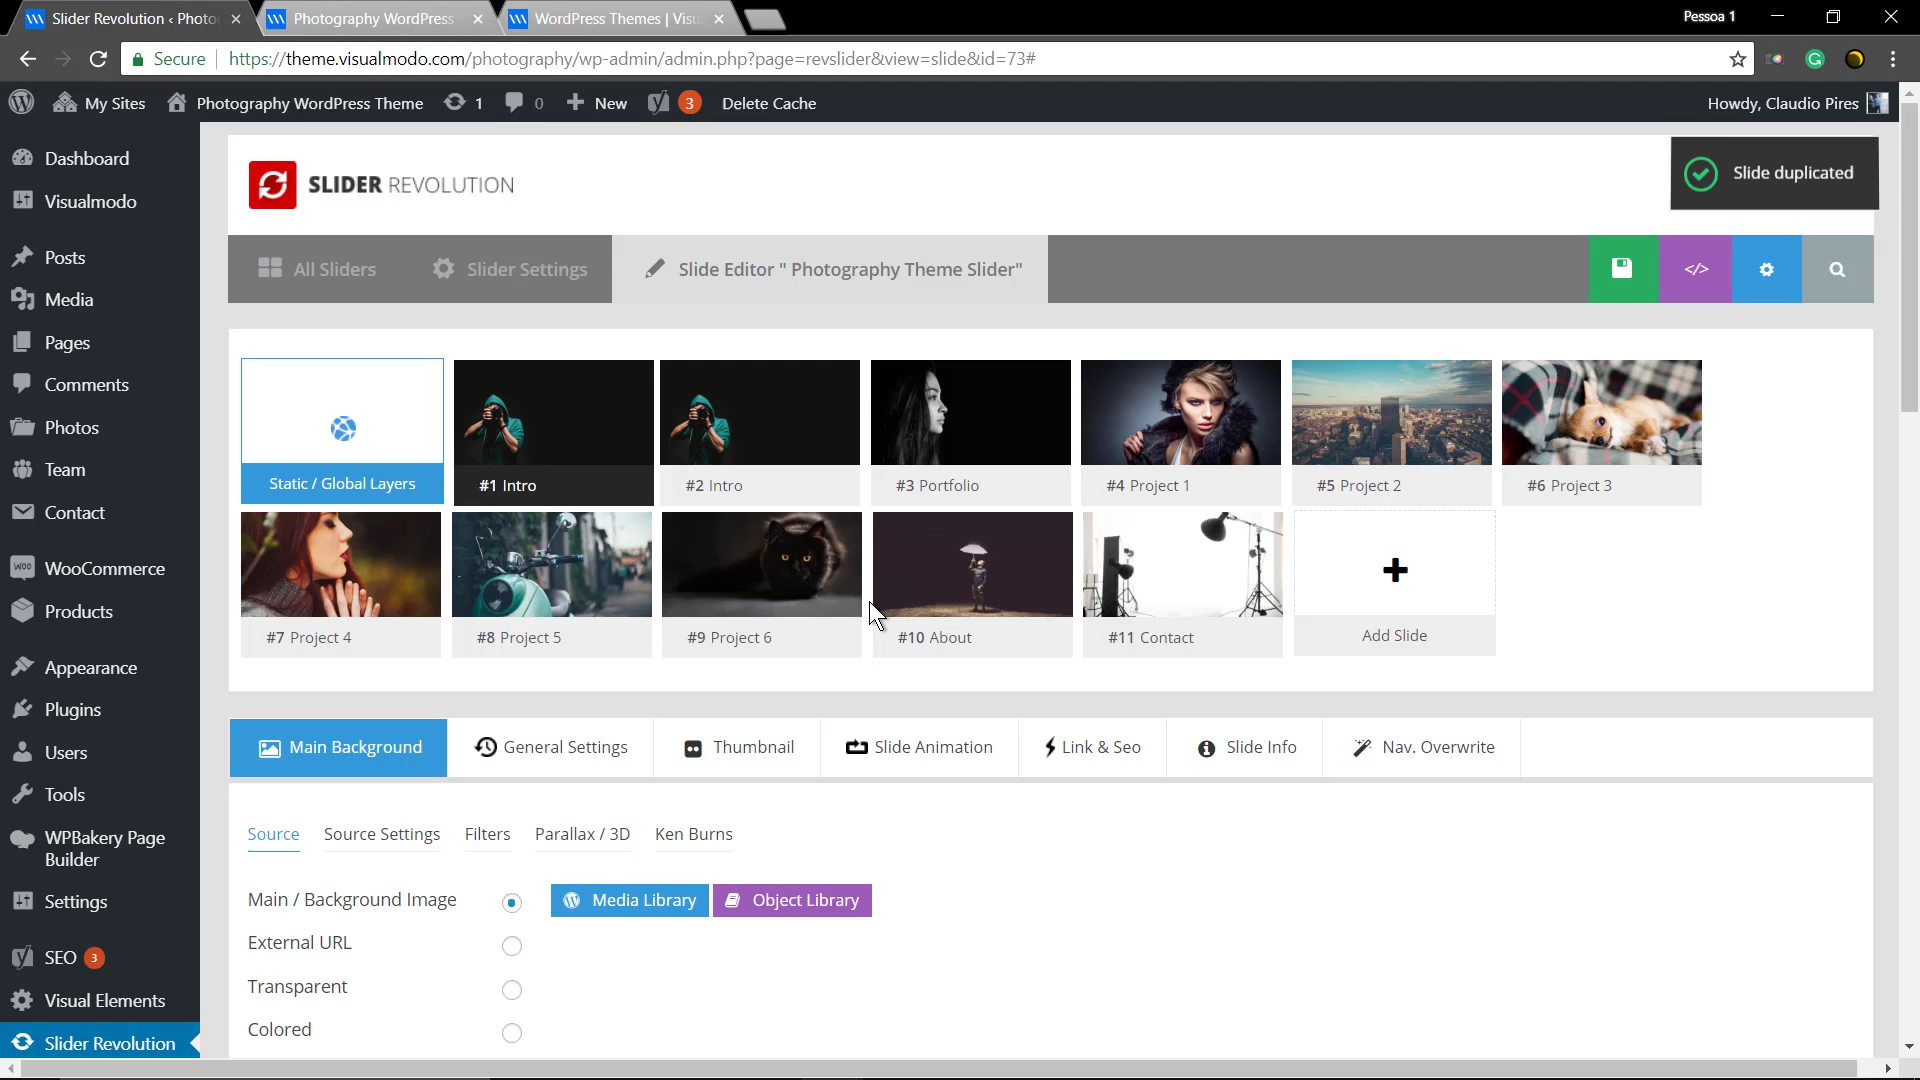 Slider Revolution ‹ Photo
Photography WordPress
WordPress Themes | Visu
Pessoa 1
Secure
https://theme.visualmodo.com/photography/wp-admin/admin.php?page=revslider&view=slide&id=73#
My Sites
Photography WordPress Theme
1
0
New
3
Delete Cache
Howdy, Claudio Pires
Dashboard
Visualmodo
Posts
Media
Pages
Comments
Photos
Team
Contact
WooCommerce
Products
Appearance
Plugins
Users
Tools
WPBakery Page
Builder
Settings
SEO 3
Visual Elements
Slider Revolution
SLIDER REVOLUTION
Slide duplicated
All Sliders
Slider Settings
Slide Editor " Photography Theme Slider"
</>
Static / Global Layers
#1 Intro
#2 Intro
#3 Portfolio
#4 Project 1
#5 Project 2
#6 Project 3
#7 Project 4
#8 Project 5
#9 Project 6
#10 About
#11 Contact
Add Slide
Main Background
General Settings
Thumbnail
Slide Animation
Link & Seo
Slide Info
Nav. Overwrite
Source
Source Settings
Filters
Parallax / 3D
Ken Burns
Main / Background Image
Media Library
Object Library
External URL
Transparent
Colored